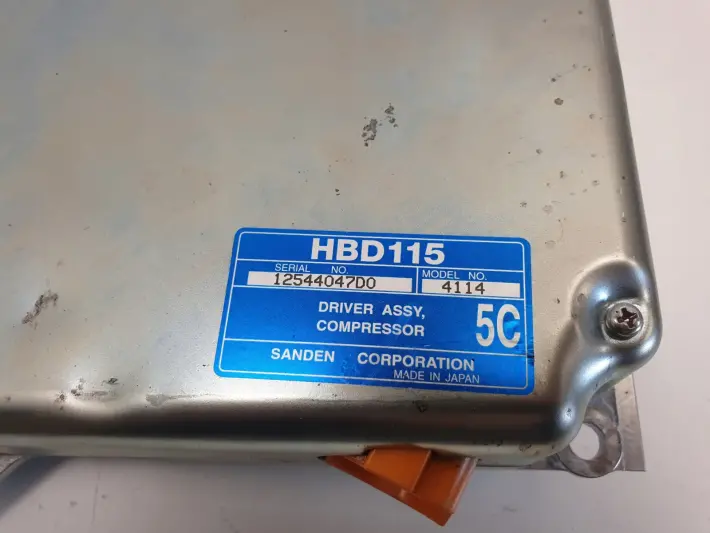 HBD115
SERIAL NO. MODEL NO.
12544047D0 4114
DRIVER ASSY,
COMPRESSOR 5C
SANDEN CORPORATION
MADE IN JAPAN